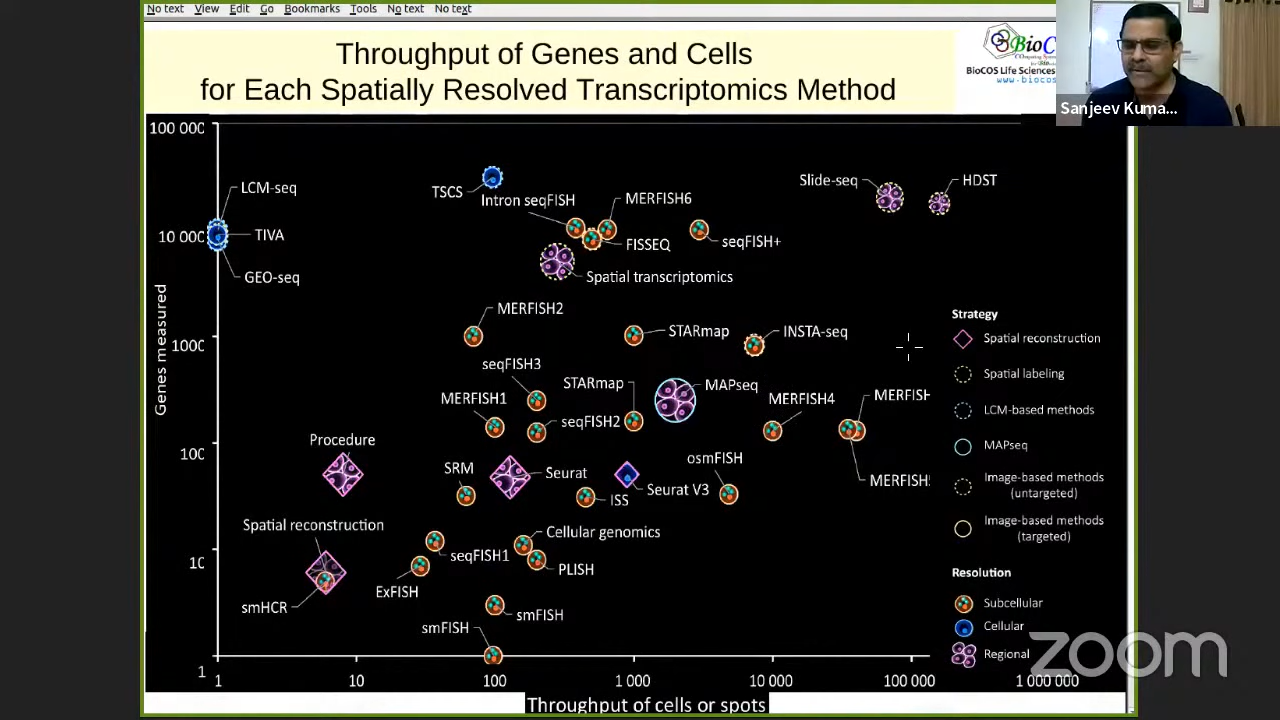 No text View Edit Go Bookmarks Tools No text No text
Throughput of Genes and Cells
for Each Spatially Resolved Transcriptomics Method
BioC
BioCOS Life Sciences
www.biocos
Sanjeev Kuma...
Genes measured
100 000
10 000
1000
100
10
1
LCM-seq
TIVA
GEO-seq
TSCS
Intron seqFISH
MERFISH6
FISSEQ
seqFISH+
Spatial transcriptomics
Slide-seq
HDST
MERFISH2
STARmap
INSTA-seq
seqFISH3
STARmap
MAPseq
MERFISH1
seqFISH2
MERFISH4
MERFISH
MERFISH
Procedure
SRM
Seurat
Seurat V3
ISS
osmFISH
Spatial reconstruction
smHCR
seqFISH1
ExFISH
Cellular genomics
PLISH
smFISH
smFISH
Strategy
Spatial reconstruction
Spatial labeling
LCM-based methods
MAPseq
Image-based methods
(untargeted)
Image-based methods
(targeted)
Resolution
Subcellular
Cellular
Regional
1 10 100 1 000 10 000 100 000 1 000 000
Throughput of cells or spots
zoom